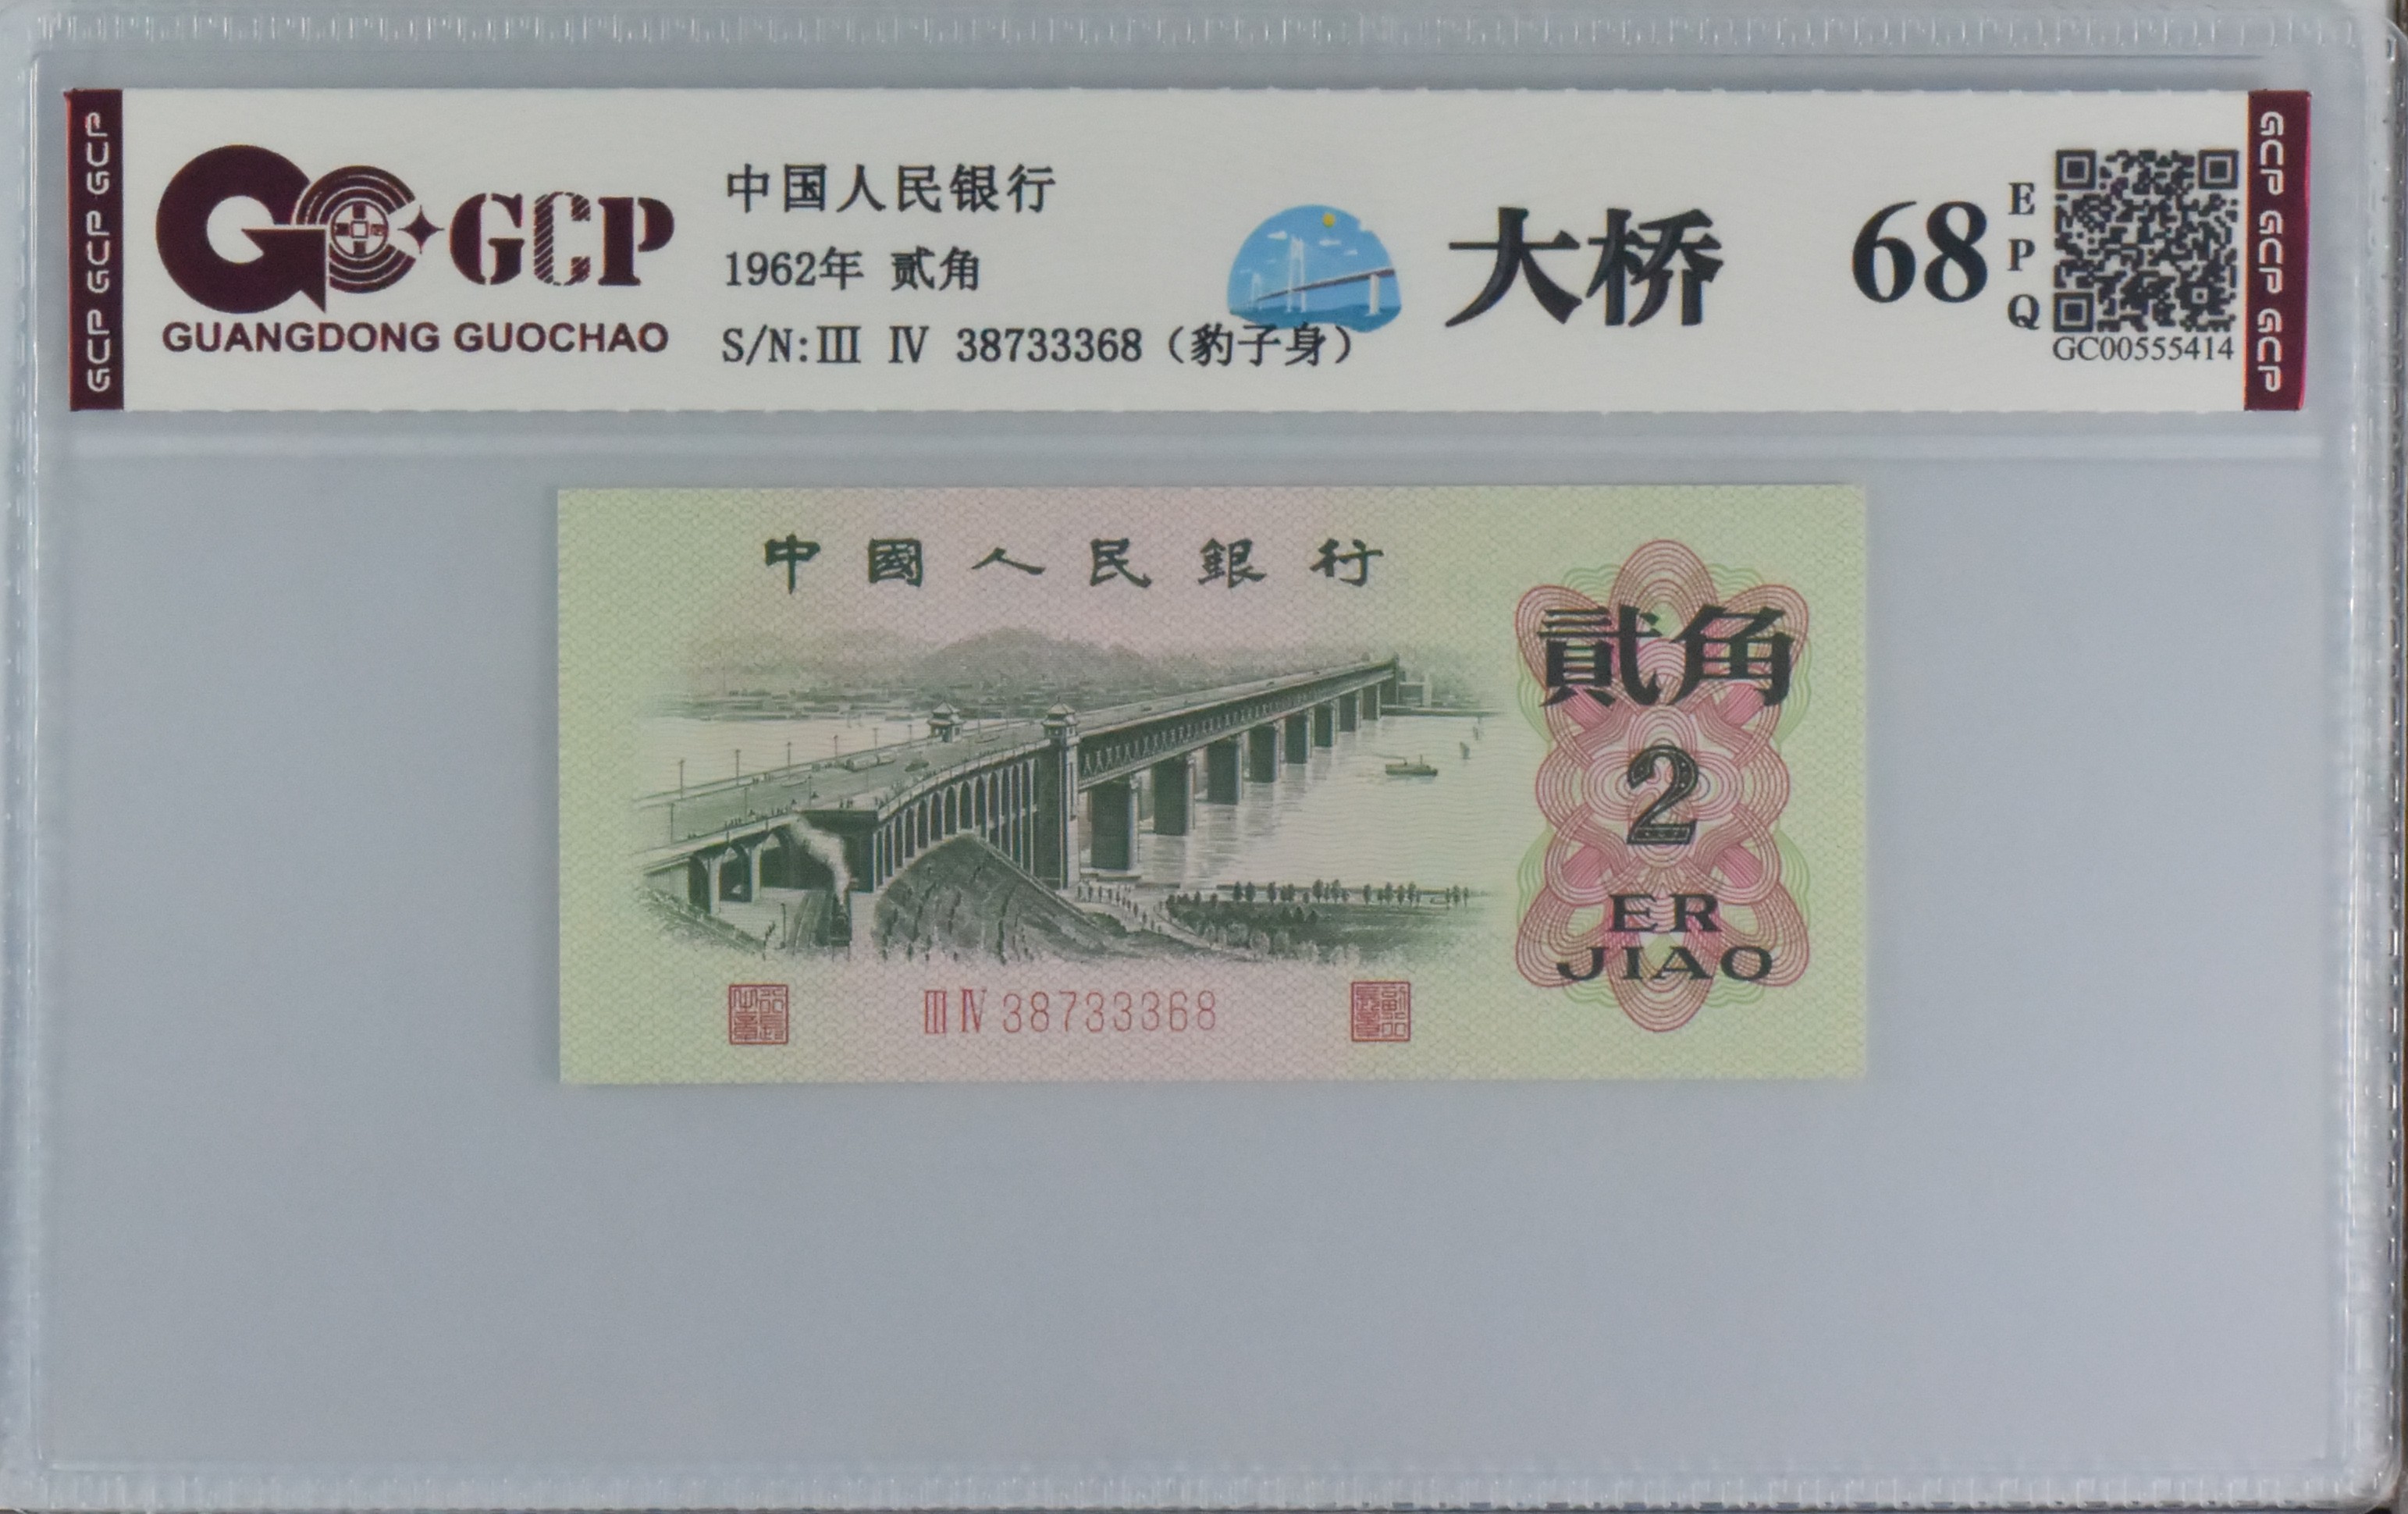 GCP GCP GCP
GCP
GUANGDONG GUOCHAO
中国人民银行
1962年 贰角
S/N:Ⅲ Ⅳ 38733368（豹子身）
大桥
68
EPQ
GC00555414
GCP GCP GCP
中國人民銀行
貳角
2
ER
JIAO
Ⅲ Ⅳ 38733368